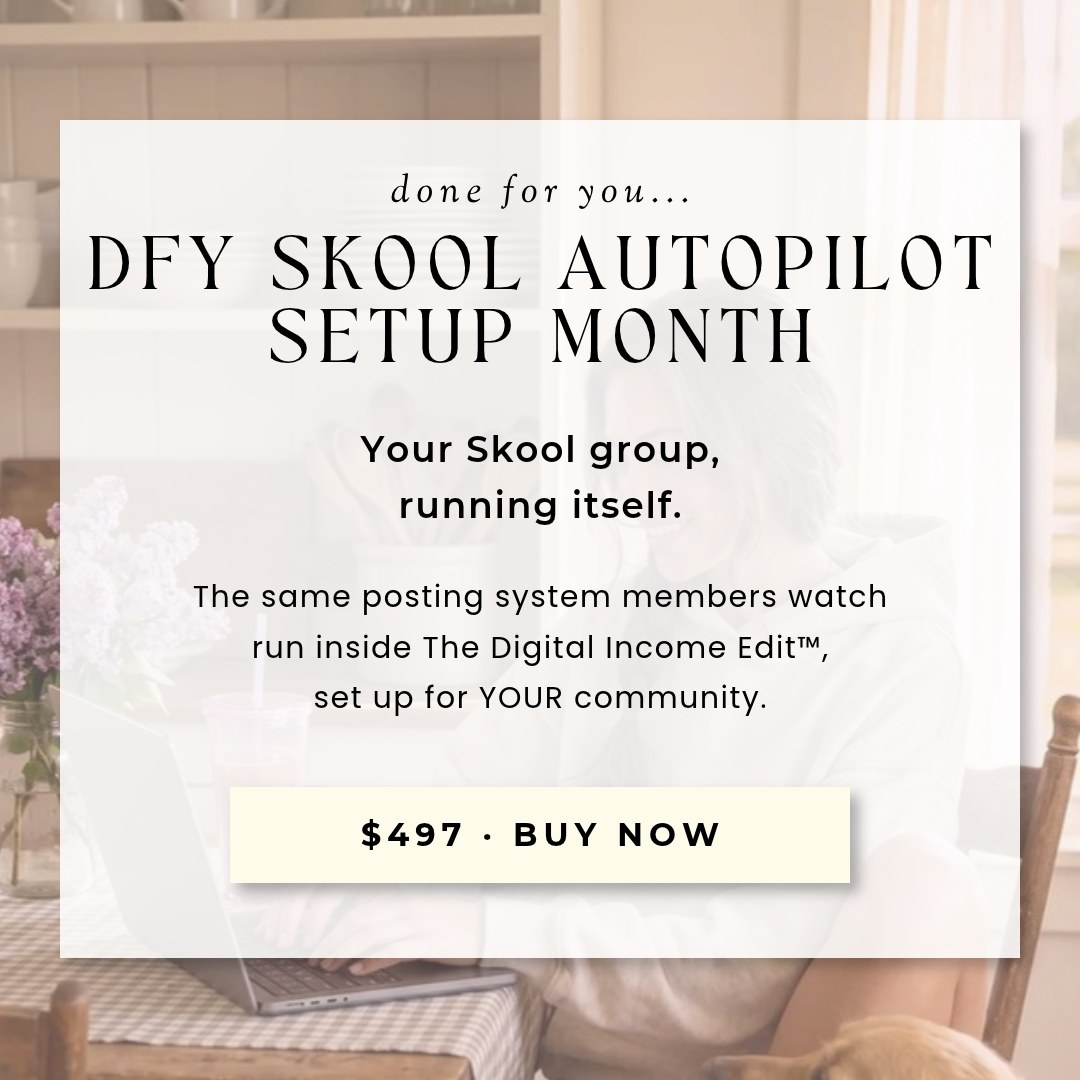 done for you...
DFY SKOOL AUTOPILOT
SETUP MONTH
Your Skool group,
running itself.
The same posting system members watch
run inside The Digital Income Edit™,
set up for YOUR community.
$497 · BUY NOW